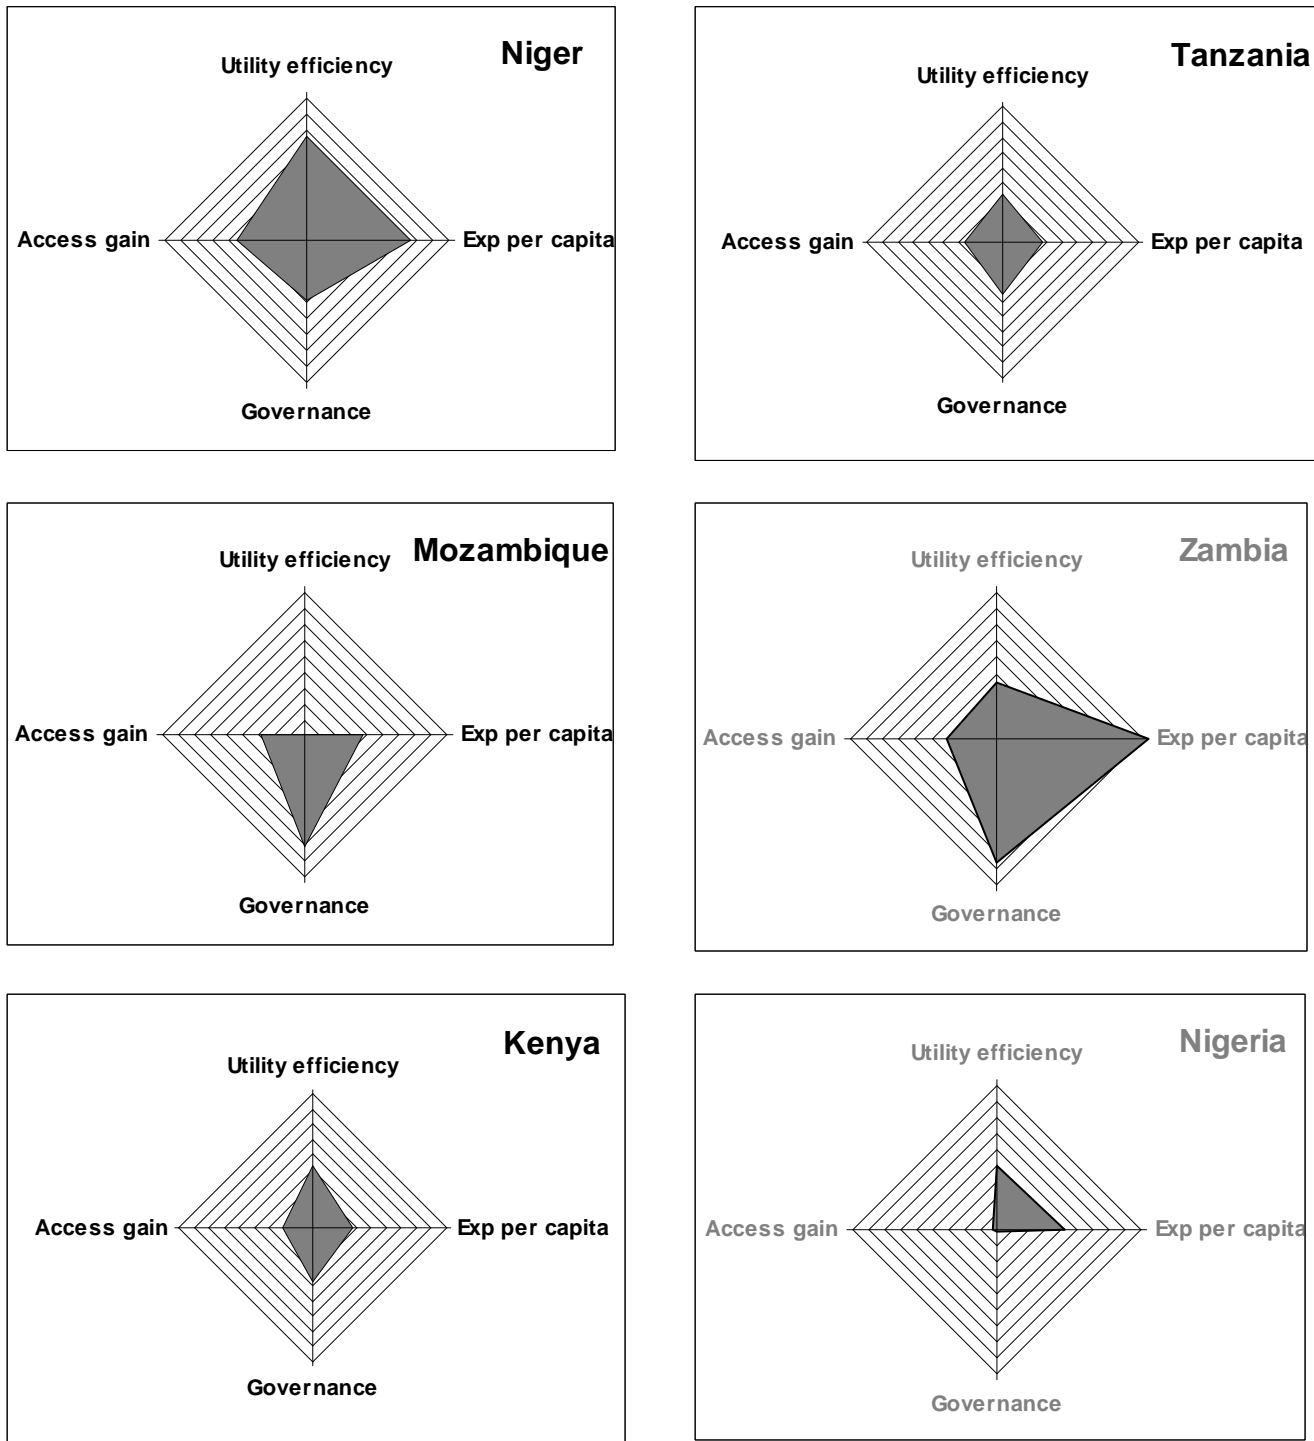 Niger
Utility efficiency
Access gain
Exp per capita
Governance
Tanzania
Utility efficiency
Access gain
Exp per capita
Governance
Mozambique
Utility efficiency
Access gain
Exp per capita
Governance
Zambia
Utility efficiency
Access gain
Exp per capita
Governance
Kenya
Utility efficiency
Access gain
Exp per capita
Governance
Nigeria
Utility efficiency
Access gain
Exp per capita
Governance